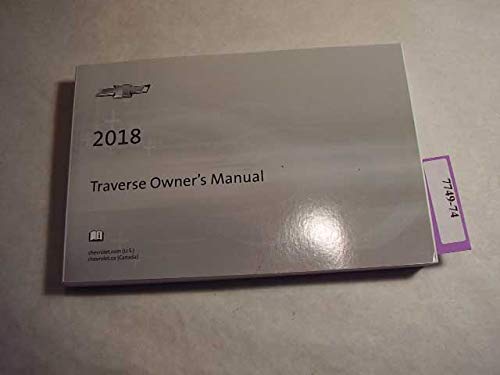 2018
Traverse Owner's Manual
chevrolet.com (U.S.)
chevrolet.ca (Canada)
7749-74